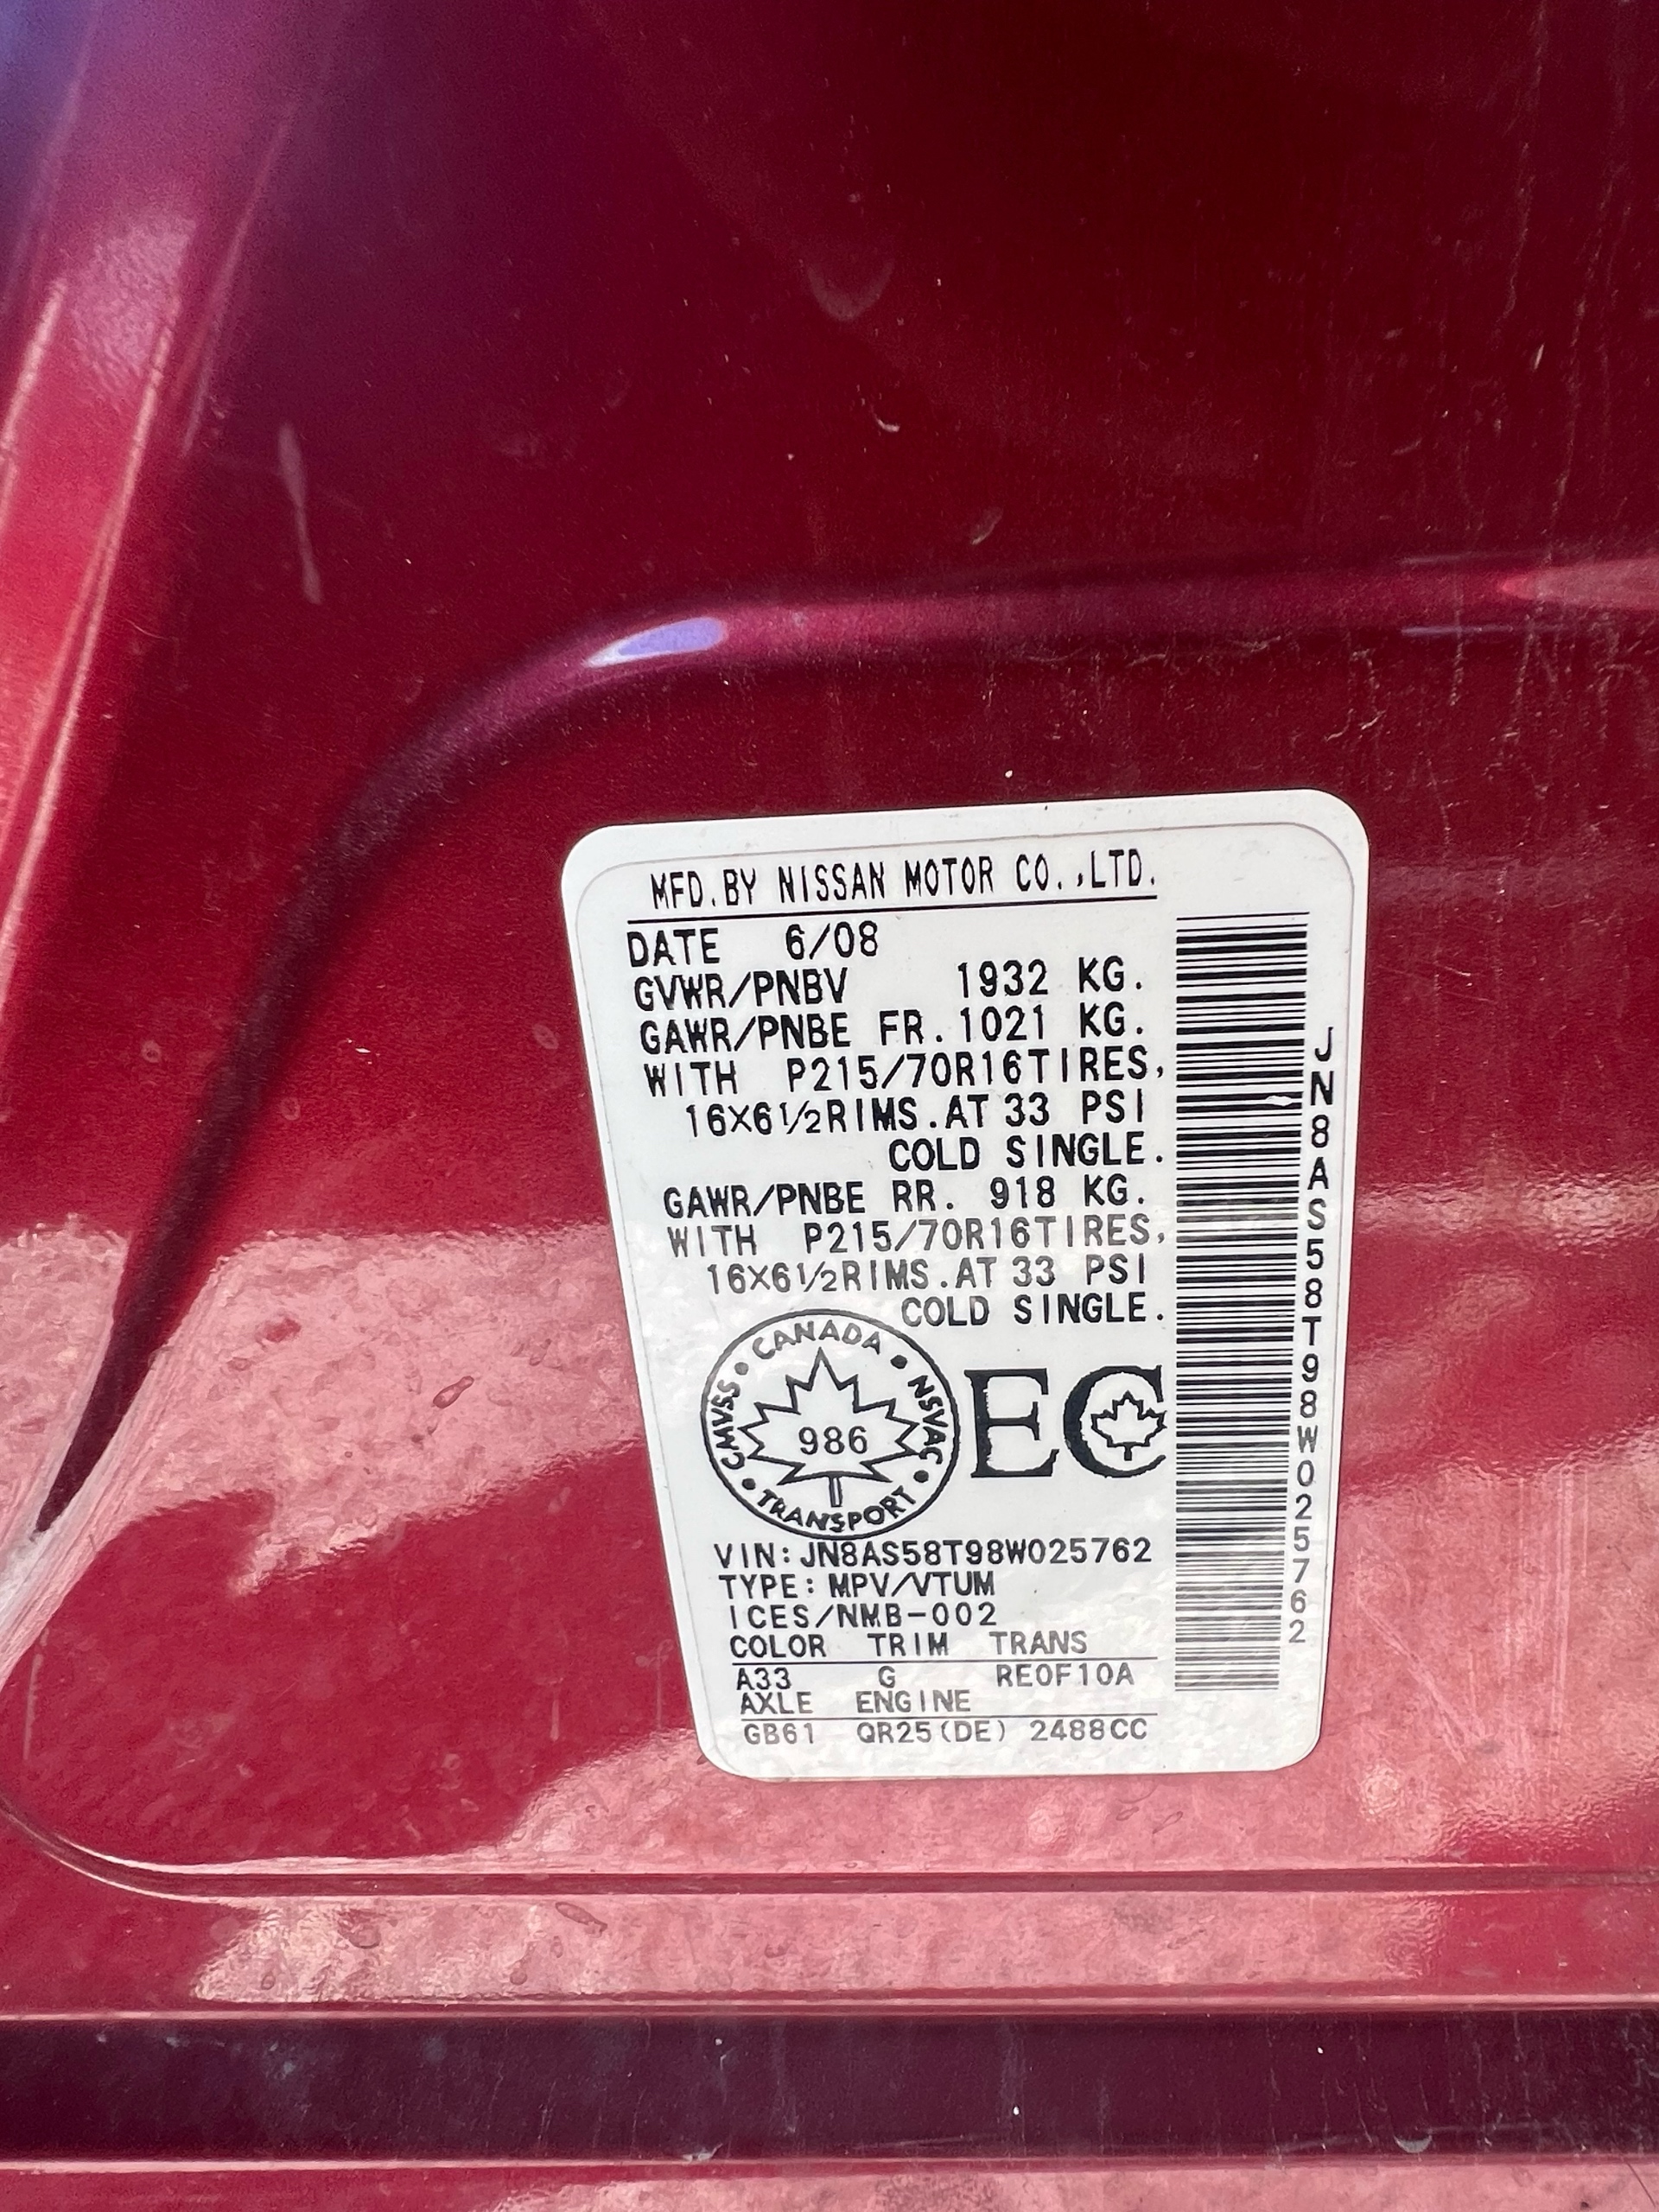 MFD.BY NISSAN MOTOR CO.,LTD.
DATE 6/08
GVWR/PNBV 1932 KG.
GAWR/PNBE FR. 1021 KG.
WITH P215/70R16TIRES,
16X6½RIMS.AT 33 PSI
COLD SINGLE.
GAWR/PNBE RR. 918 KG.
WITH P215/70R16TIRES,
16X6½RIMS.AT 33 PSI
COLD SINGLE.
CANADA • NSVAC • TRANSPORT • CMVSS •
986
EC
VIN:JN8AS58T98W025762
TYPE:MPV/VTUM
ICES/NMB-002
COLOR TRIM TRANS
A33 G RE0F10A
AXLE ENGINE
GB61 QR25(DE) 2488CC
JN8AS58T98W025762